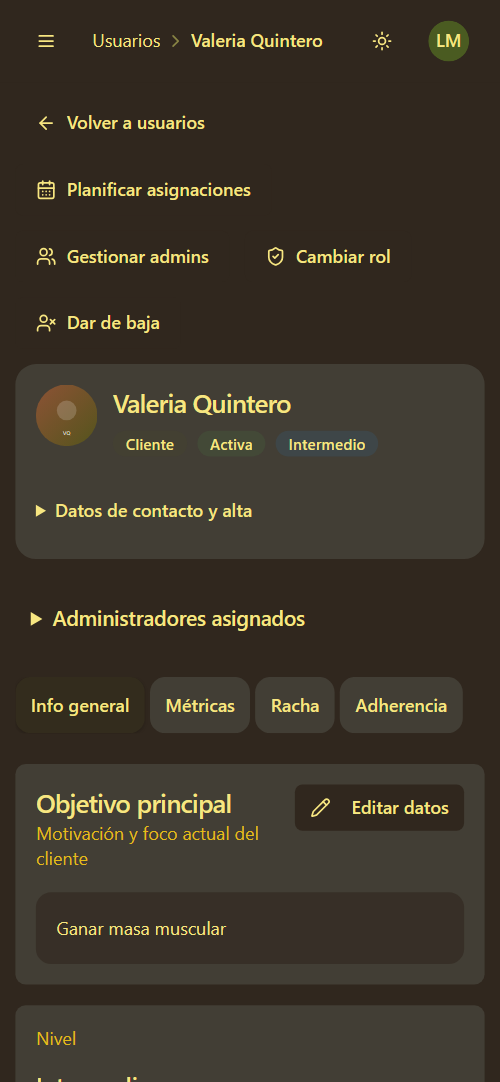 Usuarios > Valeria Quintero
LM
Volver a usuarios
Planificar asignaciones
Gestionar admins
Cambiar rol
Dar de baja
Valeria Quintero
Cliente Activa Intermedio
Datos de contacto y alta
Administradores asignados
Info general Métricas Racha Adherencia
Objetivo principal
Editar datos
Motivación y foco actual del
cliente
Ganar masa muscular
Nivel